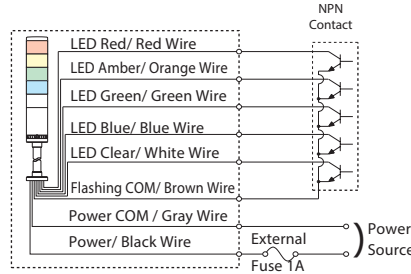 NPN
Contact
LED Red/ Red Wire
LED Amber/ Orange Wire
LED Green/ Green Wire
LED Blue/ Blue Wire
LED Clear/ White Wire
Flashing COM/ Brown Wire
Power COM / Gray Wire
Power/ Black Wire
External
Fuse 1A
Power
Source